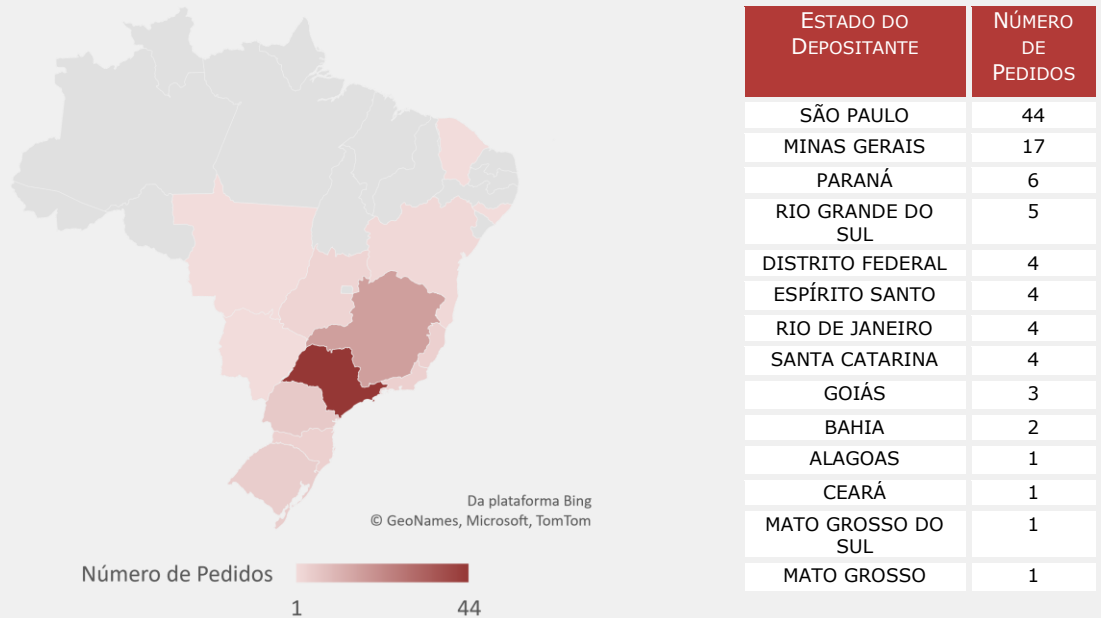 Da plataforma Bing
© GeoNames, Microsoft, TomTom
Número de Pedidos
1
44
ESTADO DO
DEPOSITANTE
NÚMERO
DE
PEDIDOS
SÃO PAULO 44
MINAS GERAIS 17
PARANÁ 6
RIO GRANDE DO
SUL
5
DISTRITO FEDERAL 4
ESPÍRITO SANTO 4
RIO DE JANEIRO 4
SANTA CATARINA 4
GOIÁS 3
BAHIA 2
ALAGOAS 1
CEARÁ 1
MATO GROSSO DO
SUL
1
MATO GROSSO 1